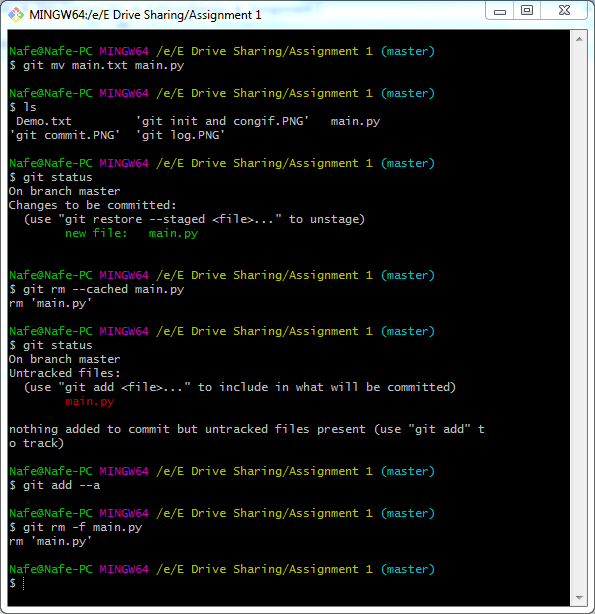 MINGW64:/e/E Drive Sharing/Assignment 1
Nafe@Nafe-PC MINGW64 /e/E Drive Sharing/Assignment 1 (master)
$ git mv main.txt main.py
Nafe@Nafe-PC MINGW64 /e/E Drive Sharing/Assignment 1 (master)
$ ls
 Demo.txt         'git init and congif.PNG'   main.py
'git commit.PNG'  'git log.PNG'
Nafe@Nafe-PC MINGW64 /e/E Drive Sharing/Assignment 1 (master)
$ git status
On branch master
Changes to be committed:
  (use "git restore --staged <file>..." to unstage)
        new file:   main.py
Nafe@Nafe-PC MINGW64 /e/E Drive Sharing/Assignment 1 (master)
$ git rm --cached main.py
rm 'main.py'
Nafe@Nafe-PC MINGW64 /e/E Drive Sharing/Assignment 1 (master)
$ git status
On branch master
Untracked files:
  (use "git add <file>..." to include in what will be committed)
        main.py
nothing added to commit but untracked files present (use "git add" t
o track)
Nafe@Nafe-PC MINGW64 /e/E Drive Sharing/Assignment 1 (master)
$ git add --a
Nafe@Nafe-PC MINGW64 /e/E Drive Sharing/Assignment 1 (master)
$ git rm -f main.py
rm 'main.py'
Nafe@Nafe-PC MINGW64 /e/E Drive Sharing/Assignment 1 (master)
$